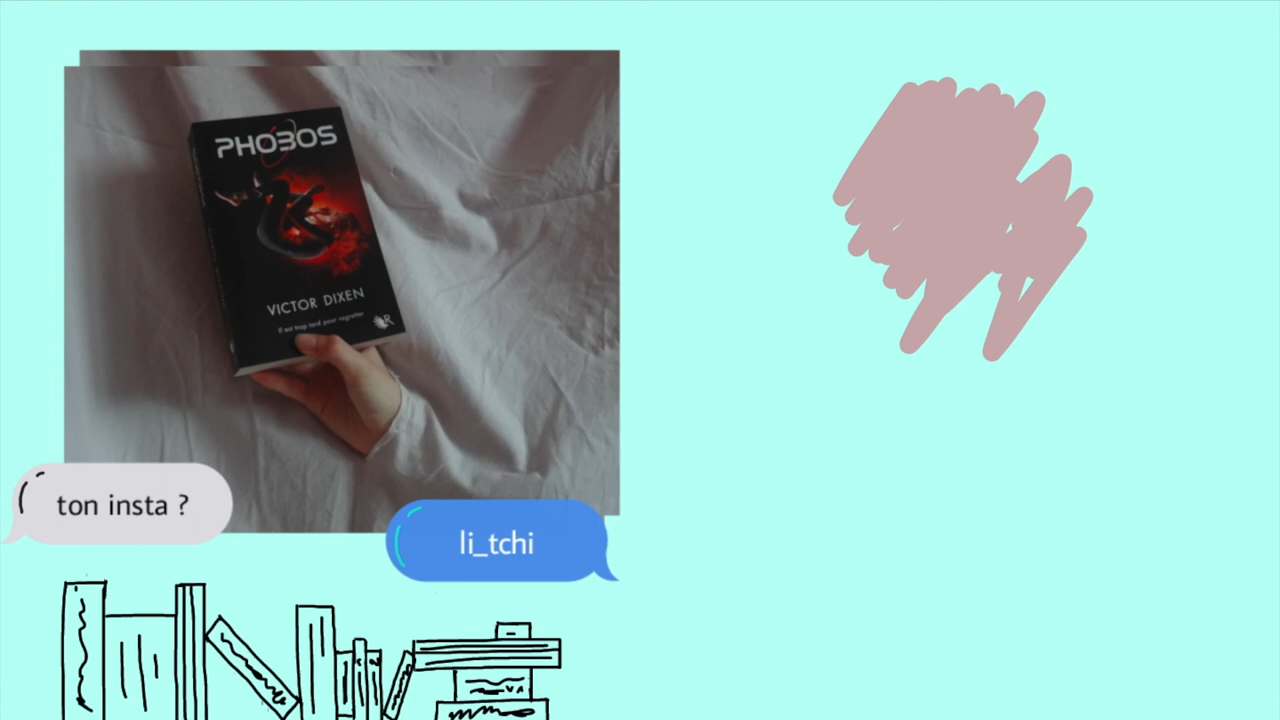 PHOBOS
VICTOR DIXEN
Il est trop tard pour regretter
R
ton insta ?
li_tchi